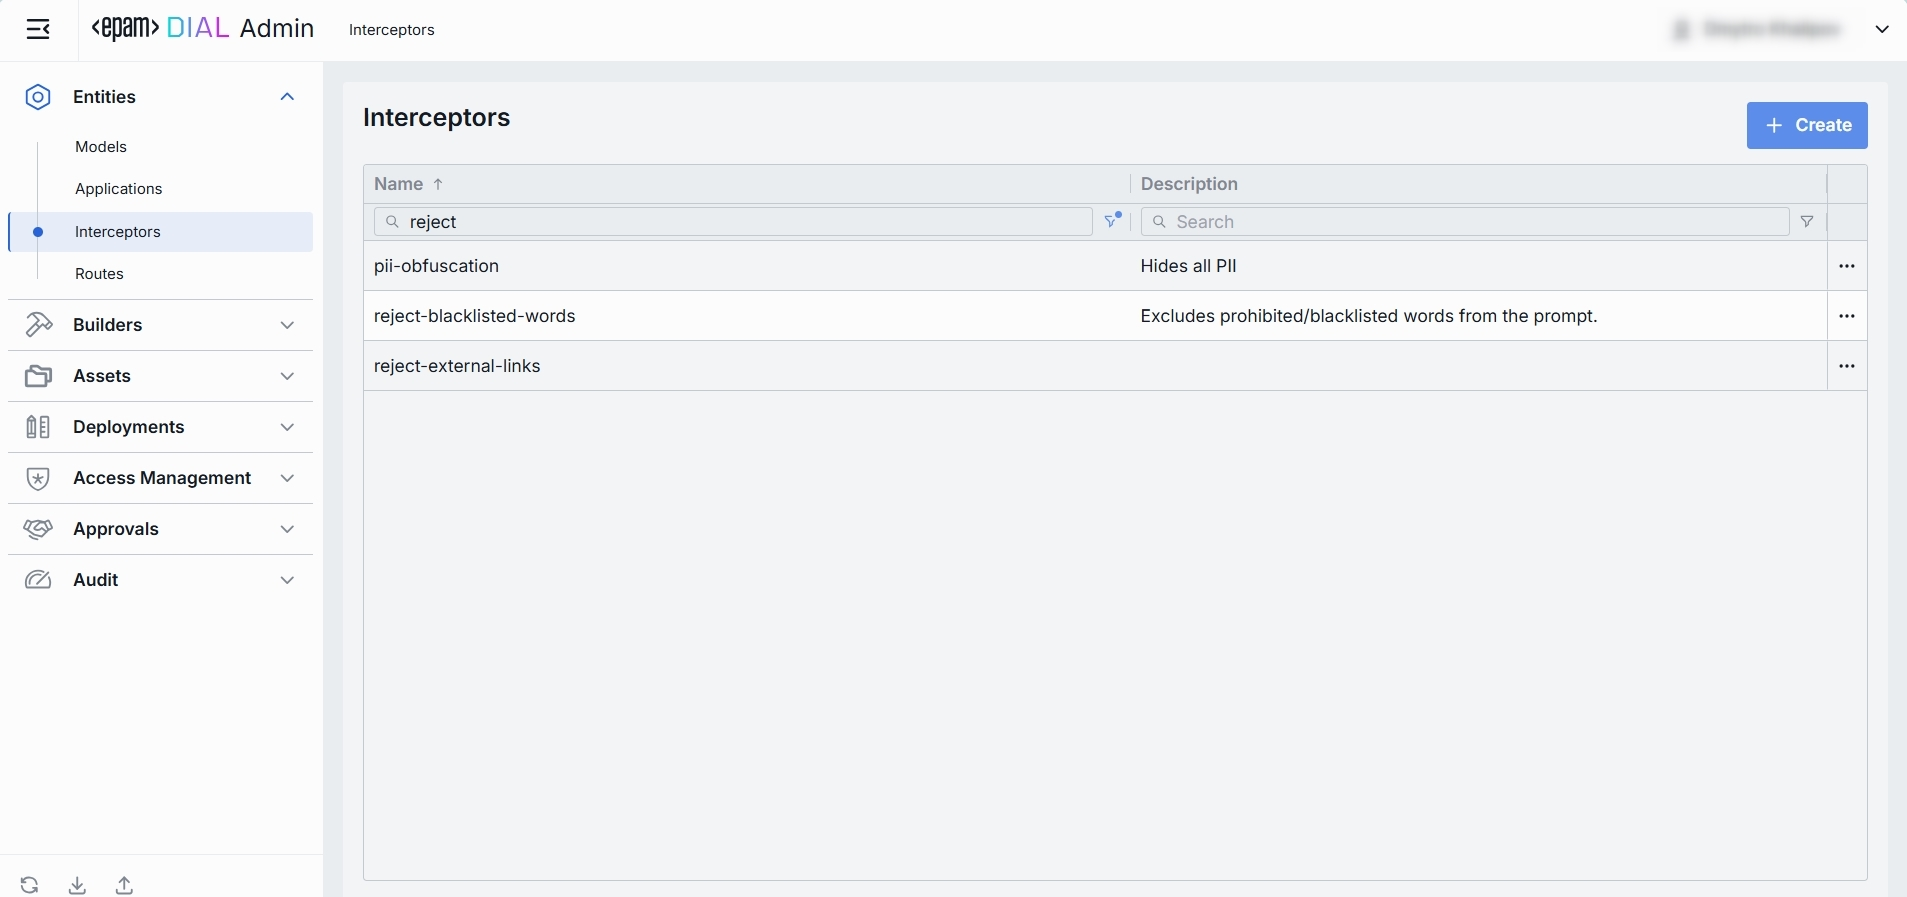 <epam> DIAL Admin
Interceptors
Entities
Models
Applications
Interceptors
Routes
Builders
Assets
Deployments
Access Management
Approvals
Audit
Interceptors
+ Create
Name ↑
Description
reject
Search
pii-obfuscation
Hides all PII
reject-blacklisted-words
Excludes prohibited/blacklisted words from the prompt.
reject-external-links